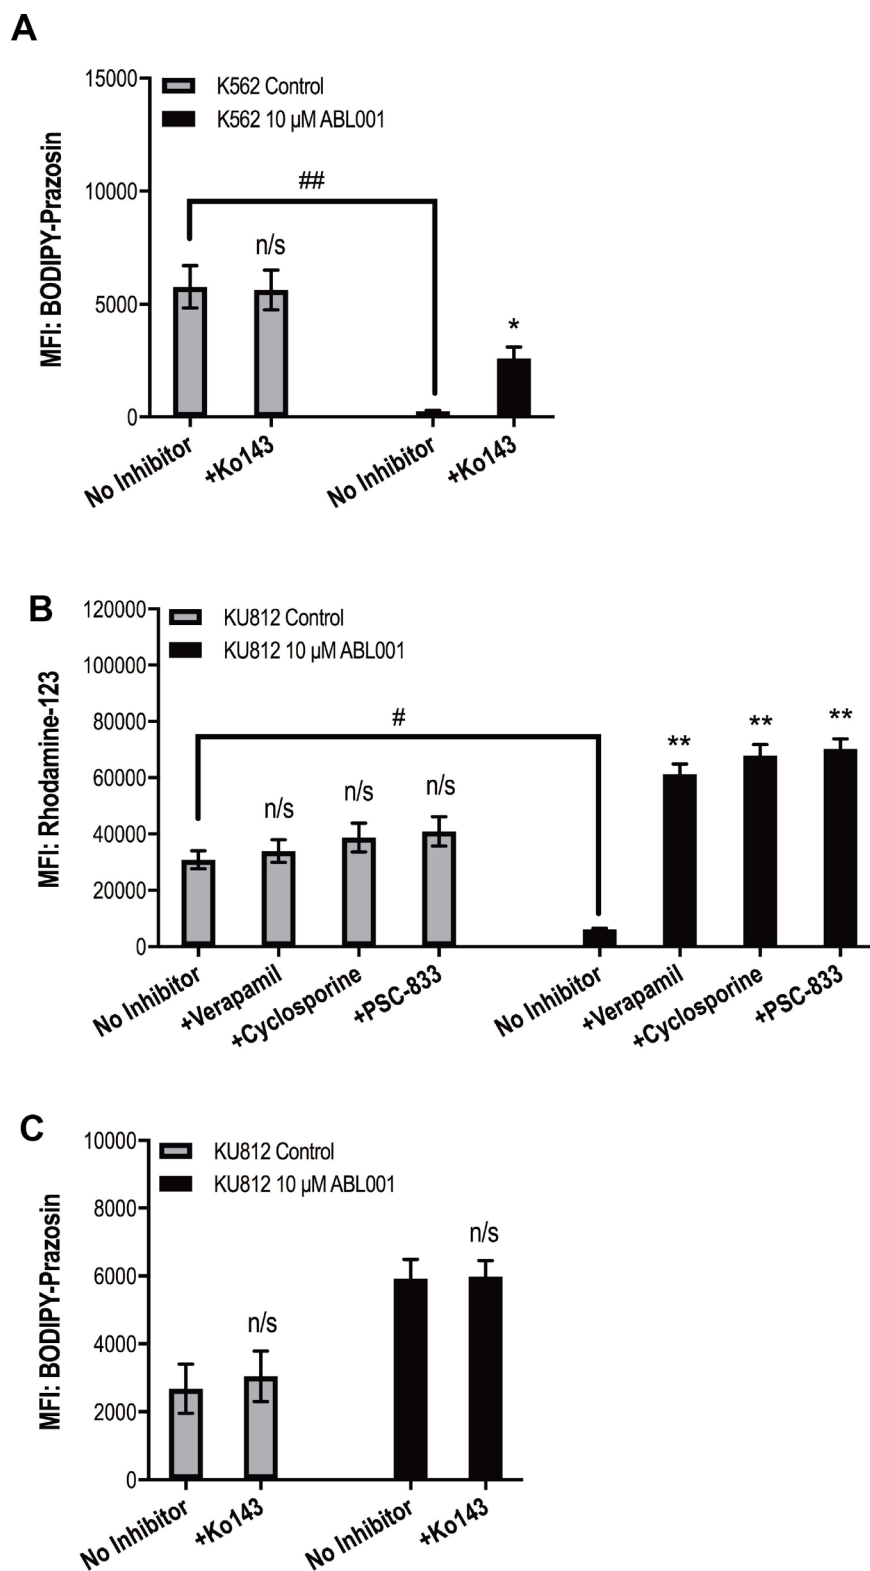 A
MFI: BODIPY-Prazosin
15000
10000
5000
0
K562 Control
K562 10 µM ABL001
##
n/s
*
No Inhibitor
+Ko143
No Inhibitor
+Ko143
B
MFI: Rhodamine-123
120000
100000
80000
60000
40000
20000
0
KU812 Control
KU812 10 µM ABL001
#
n/s
n/s
n/s
**
**
**
No Inhibitor
+Verapamil
+Cyclosporine
+PSC-833
No Inhibitor
+Verapamil
+Cyclosporine
+PSC-833
C
MFI: BODIPY-Prazosin
10000
8000
6000
4000
2000
0
KU812 Control
KU812 10 µM ABL001
n/s
n/s
No Inhibitor
+Ko143
No Inhibitor
+Ko143